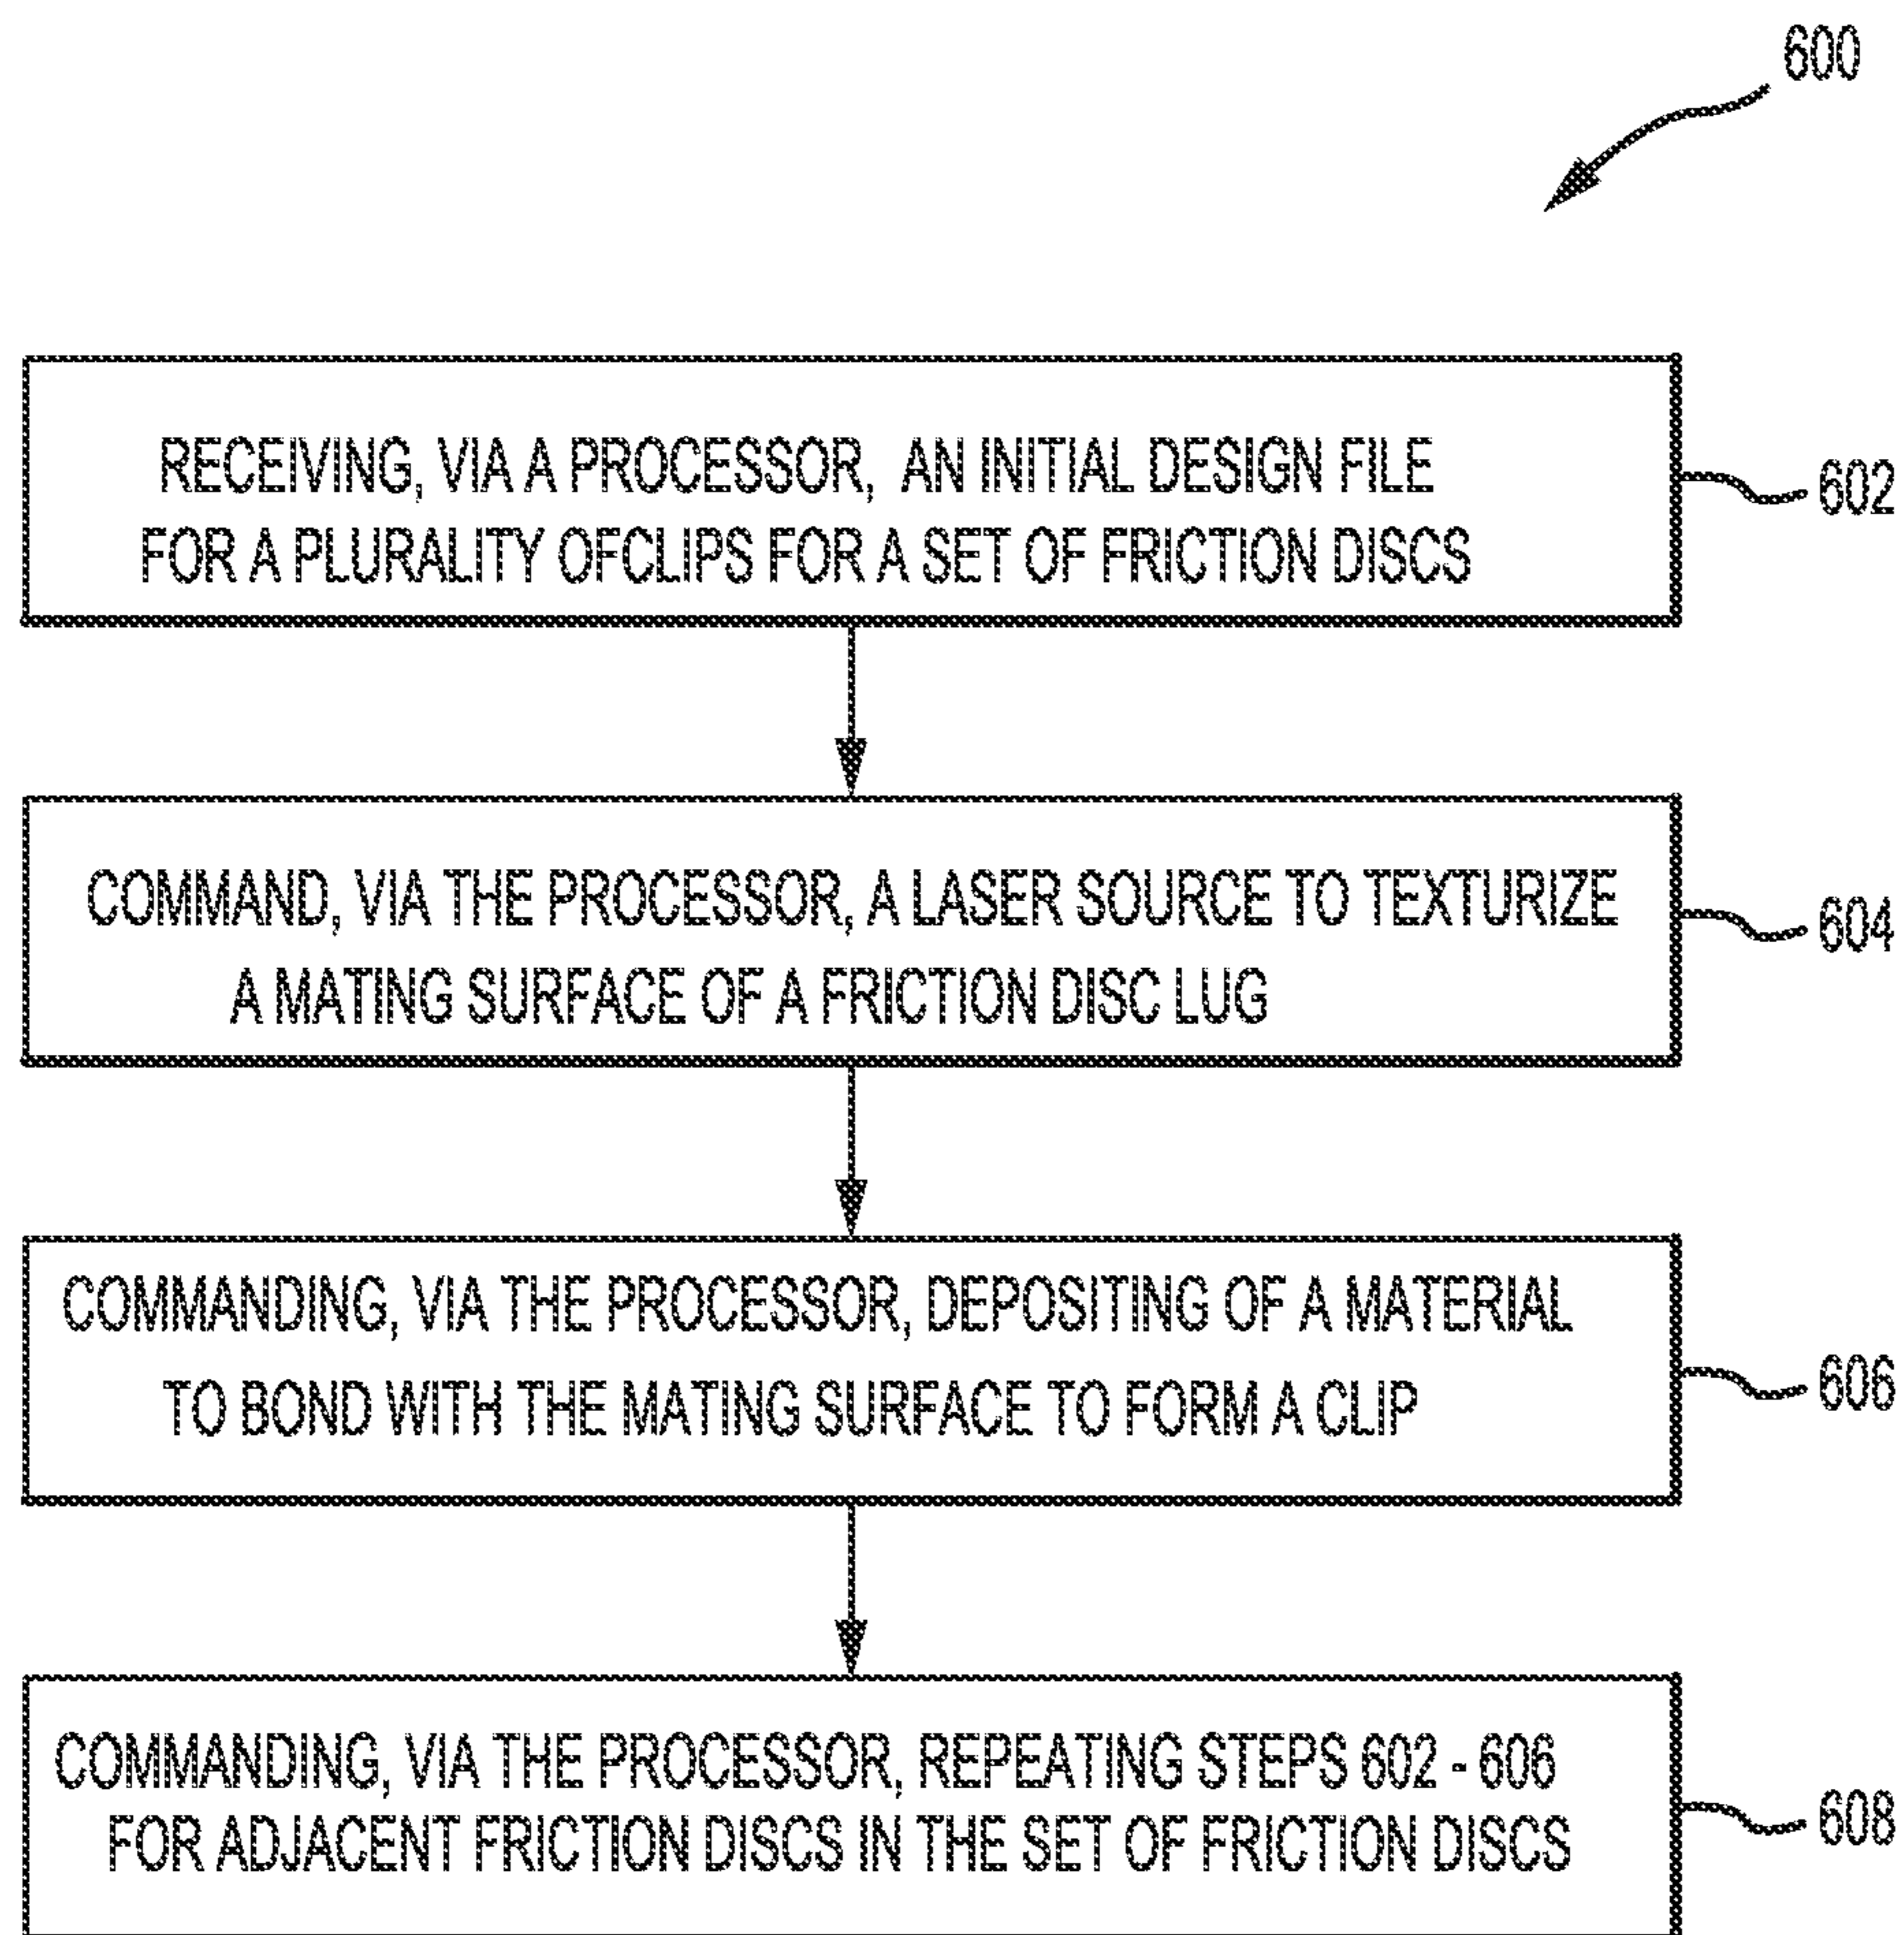 600
RECEIVING, VIA A PROCESSOR, AN INITIAL DESIGN FILE
FOR A PLURALITY OFCLIPS FOR A SET OF FRICTION DISCS
602
COMMAND, VIA THE PROCESSOR, A LASER SOURCE TO TEXTURIZE
A MATING SURFACE OF A FRICTION DISC LUG
604
COMMANDING, VIA THE PROCESSOR, DEPOSITING OF A MATERIAL
TO BOND WITH THE MATING SURFACE TO FORM A CLIP
606
COMMANDING, VIA THE PROCESSOR, REPEATING STEPS 602 - 606
FOR ADJACENT FRICTION DISCS IN THE SET OF FRICTION DISCS
608